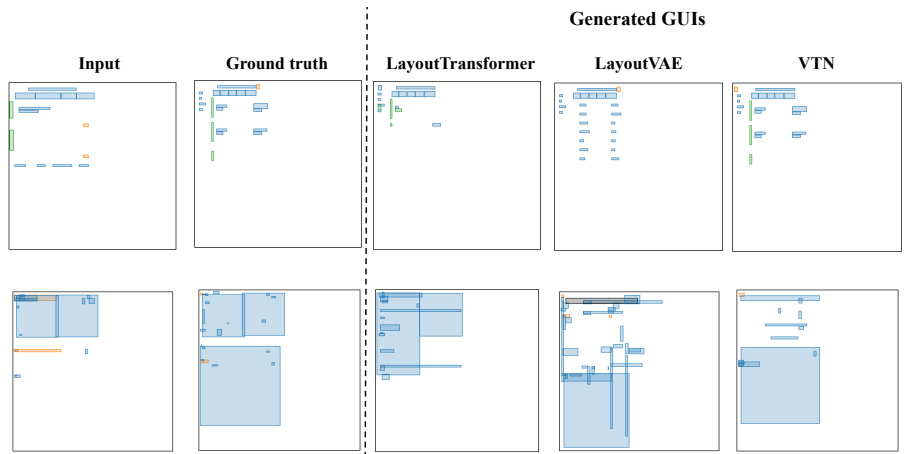 Generated GUIs
Input
Ground truth
LayoutTransformer
LayoutVAE
VTN